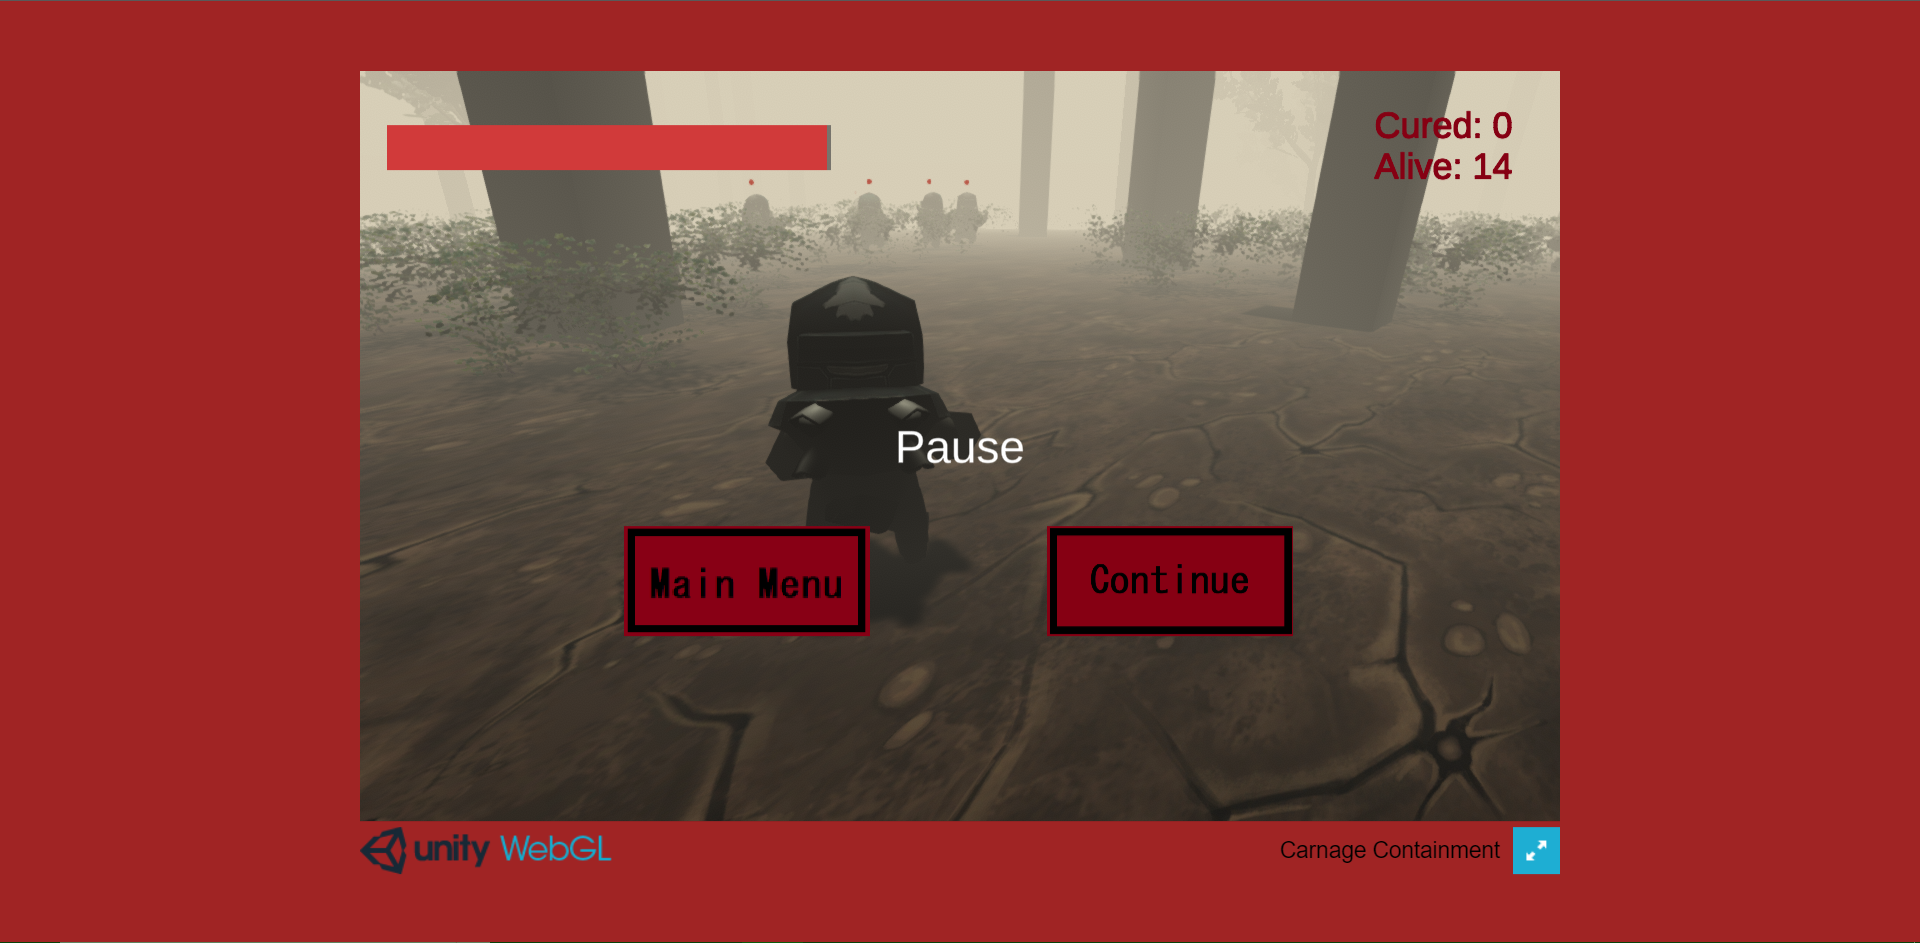 Cured: 0
Alive: 14
Pause
Main Menu
Continue
unity WebGL
Carnage Containment